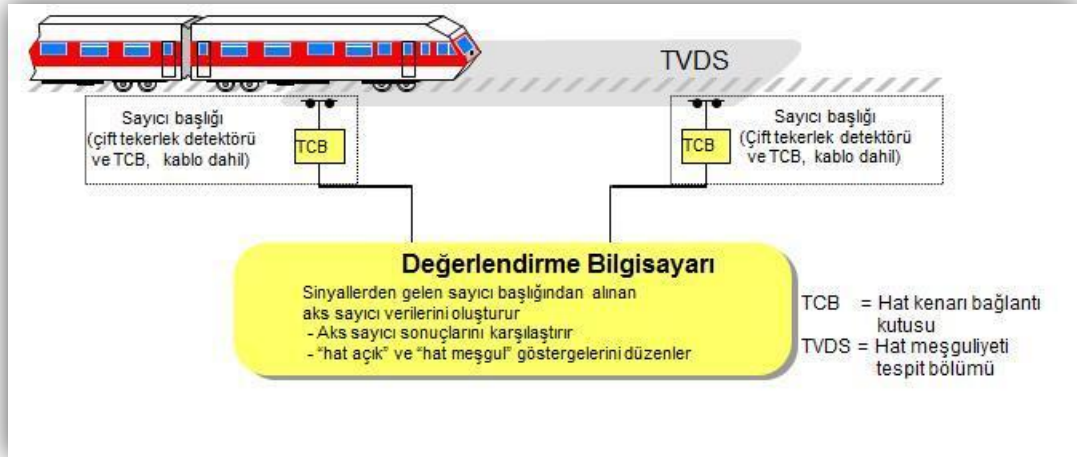 TVDS
Sayıcı başlığı
(çift tekerlek detektörü
ve TCB, kablo dahil)
TCB
TCB
Sayıcı başlığı
(Çift tekerlek detektörü
ve TCB, kablo dahil)
Değerlendirme Bilgisayarı
Sinyallerden gelen sayıcı başlığından alınan
aks sayıcı verilerini oluşturur
- Aks sayıcı sonuçlarını karşılaştırır
- “hat açık” ve “hat meşgul” göstergelerini düzenler
TCB = Hat kenarı bağlantı
kutusu
TVDS = Hat meşguliyeti
tespit bölümü